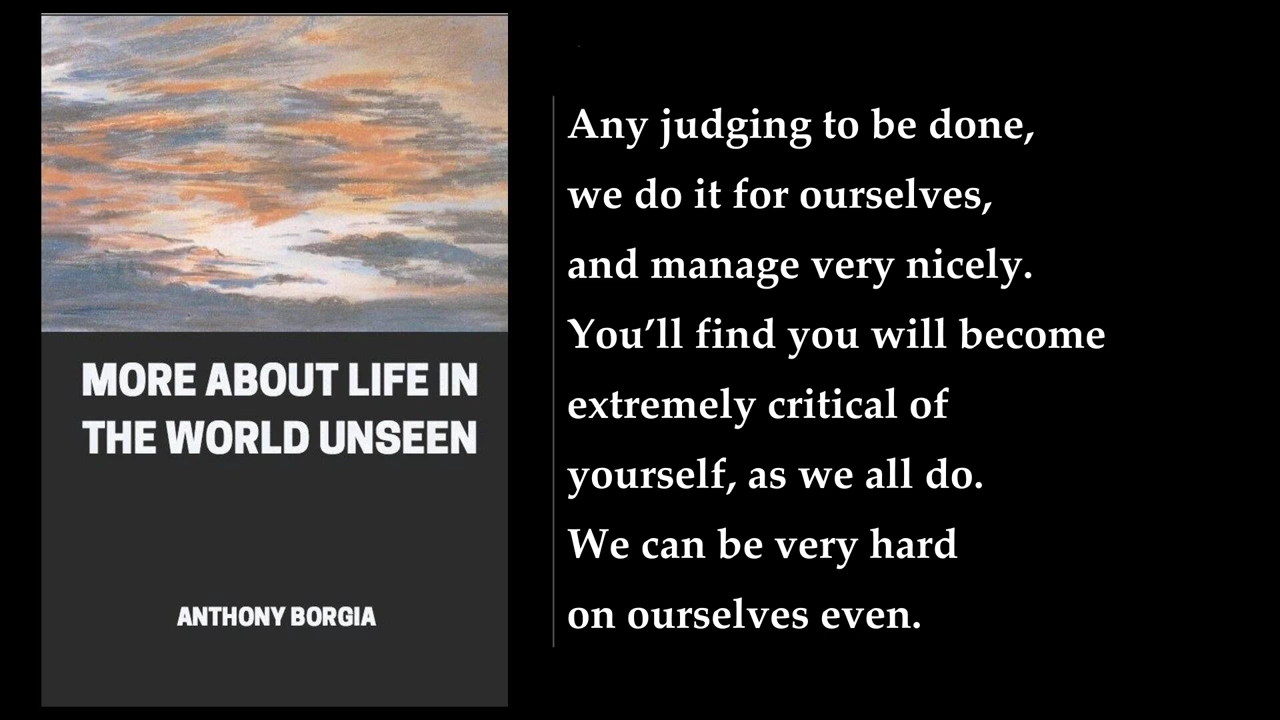 MORE ABOUT LIFE IN
THE WORLD UNSEEN
ANTHONY BORGIA
Any judging to be done,
we do it for ourselves,
and manage very nicely.
You’ll find you will become
extremely critical of
yourself, as we all do.
We can be very hard
on ourselves even.